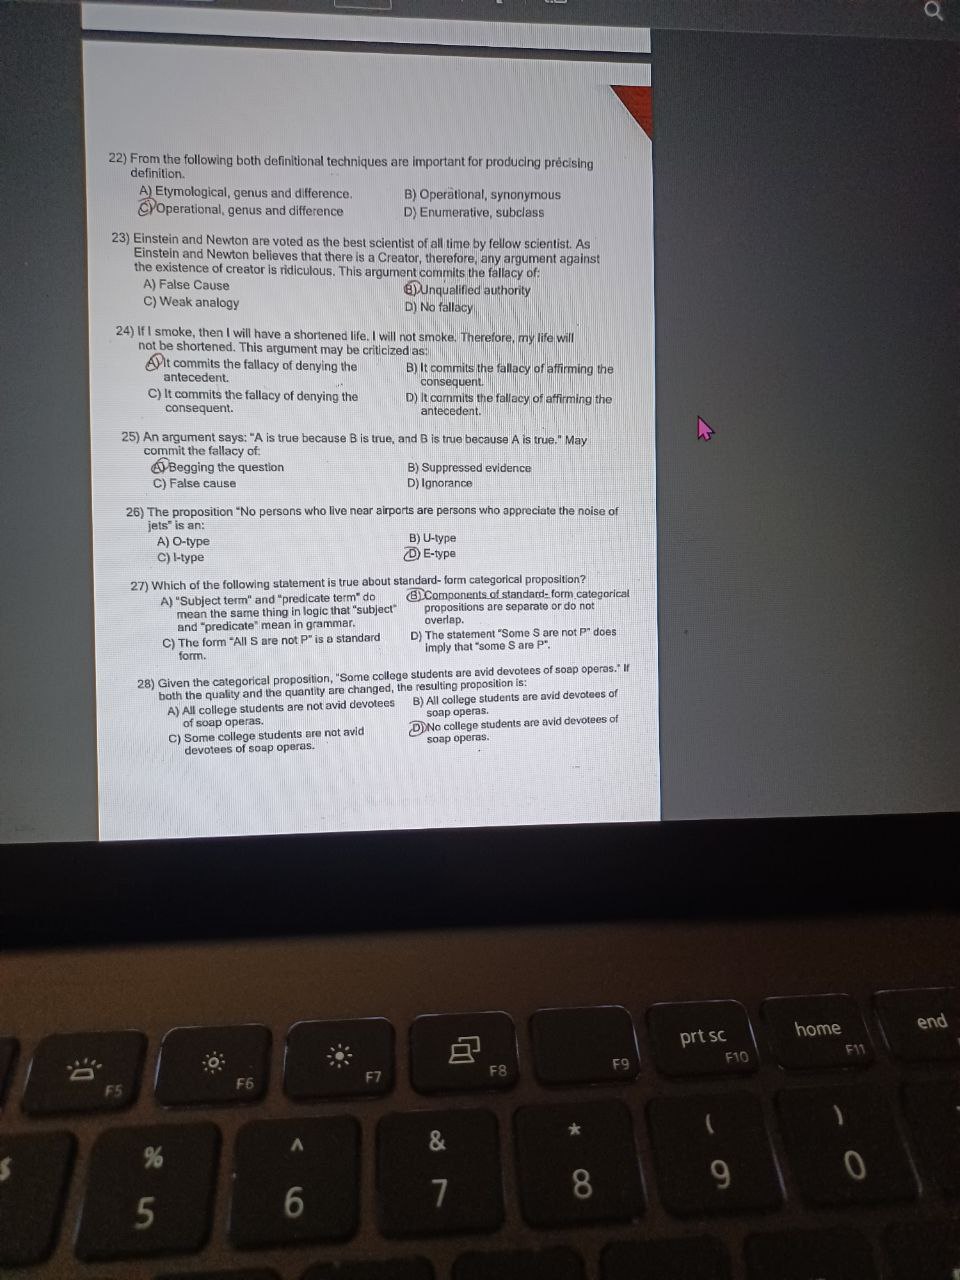 22) From the following both definitional techniques are important for producing précising
definition.
A) Etymological, genus and difference.
B) Operational, synonymous
C) Operational, genus and difference
D) Enumerative, subclass
23) Einstein and Newton are voted as the best scientist of all time by fellow scientist. As
Einstein and Newton believes that there is a Creator, therefore, any argument against
the existence of creator is ridiculous. This argument commits the fallacy of:
A) False Cause
B) Unqualified authority
C) Weak analogy
D) No fallacy
24) If I smoke, then I will have a shortened life. I will not smoke. Therefore, my life will
not be shortened. This argument may be criticized as:
A) It commits the fallacy of denying the
antecedent.
B) It commits the fallacy of affirming the
consequent.
C) It commits the fallacy of denying the
consequent.
D) It commits the fallacy of affirming the
antecedent.
25) An argument says: "A is true because B is true, and B is true because A is true." May
commit the fallacy of:
A) Begging the question
B) Suppressed evidence
C) False cause
D) Ignorance
26) The proposition "No persons who live near airports are persons who appreciate the noise of
jets" is an:
A) O-type
B) U-type
C) I-type
D) E-type
27) Which of the following statement is true about standard- form categorical proposition?
A) "Subject term" and "predicate term" do
mean the same thing in logic that "subject"
and "predicate" mean in grammar.
B) Components of standard- form categorical
propositions are separate or do not
overlap.
C) The form "All S are not P" is a standard
form.
D) The statement "Some S are not P" does
imply that "some S are P".
28) Given the categorical proposition, "Some college students are avid devotees of soap operas." If
both the quality and the quantity are changed, the resulting proposition is:
A) All college students are not avid devotees
of soap operas.
B) All college students are avid devotees of
soap operas.
C) Some college students are not avid
devotees of soap operas.
D) No college students are avid devotees of
soap operas.
F5
F6
F7
F8
F9
prt sc F10
home F11
end
$
% 5
^ 6
& 7
* 8
( 9
) 0